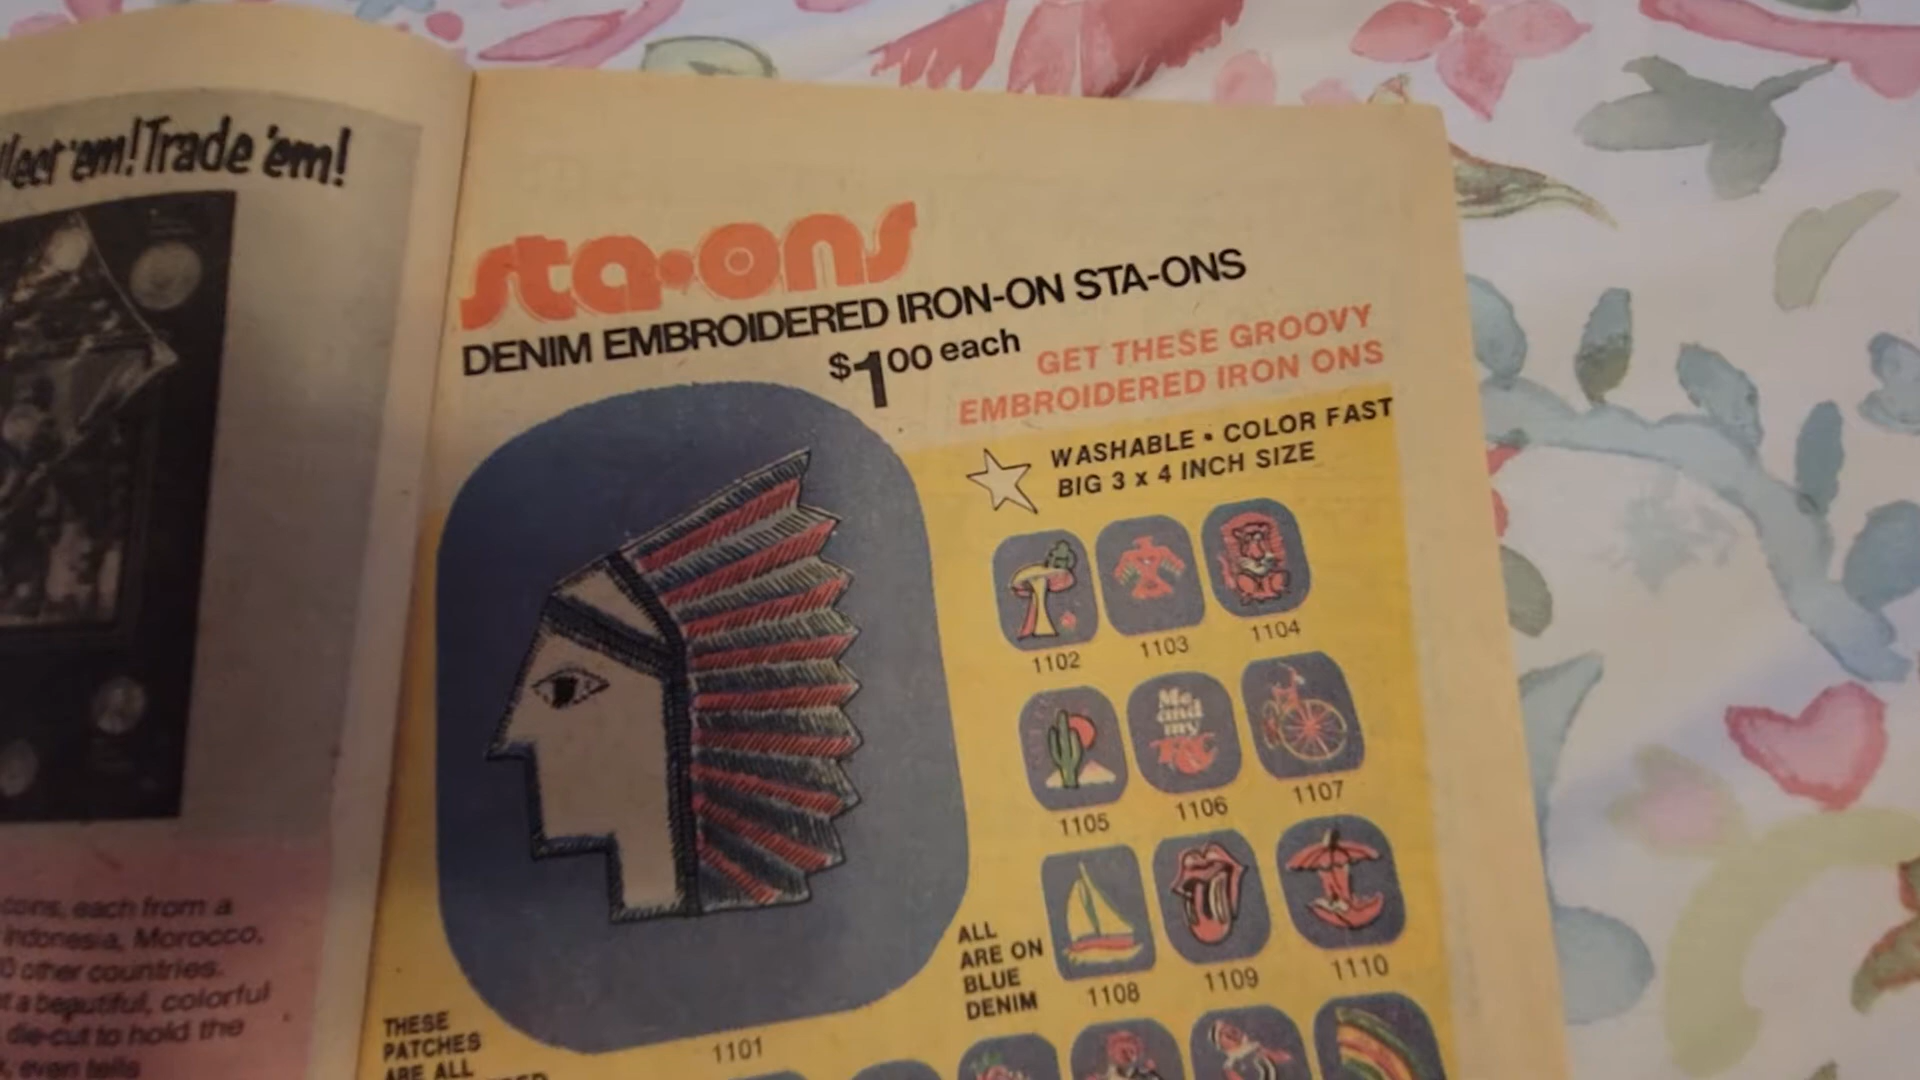 'em! Trade 'em!
sta·ons
DENIM EMBROIDERED IRON-ON STA-ONS
$1.00 each
GET THESE GROOVY
EMBROIDERED IRON ONS
WASHABLE • COLOR FAST
BIG 3 x 4 INCH SIZE
1102
1103
1104
Me
and
my
1105
1106
1107
ALL
ARE ON
BLUE
DENIM
1108
1109
1110
THESE
PATCHES
ARE ALL
1101
coins, each from a
Indonesia, Morocco,
other countries.
a beautiful, colorful
die-cut to hold the
even tells